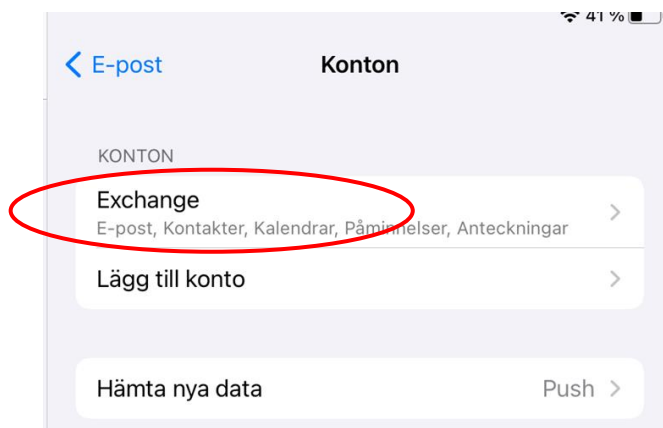 41 %
E-post
Konton
KONTON
Exchange
E-post, Kontakter, Kalendrar, Påminnelser, Anteckningar
Lägg till konto
Hämta nya data
Push